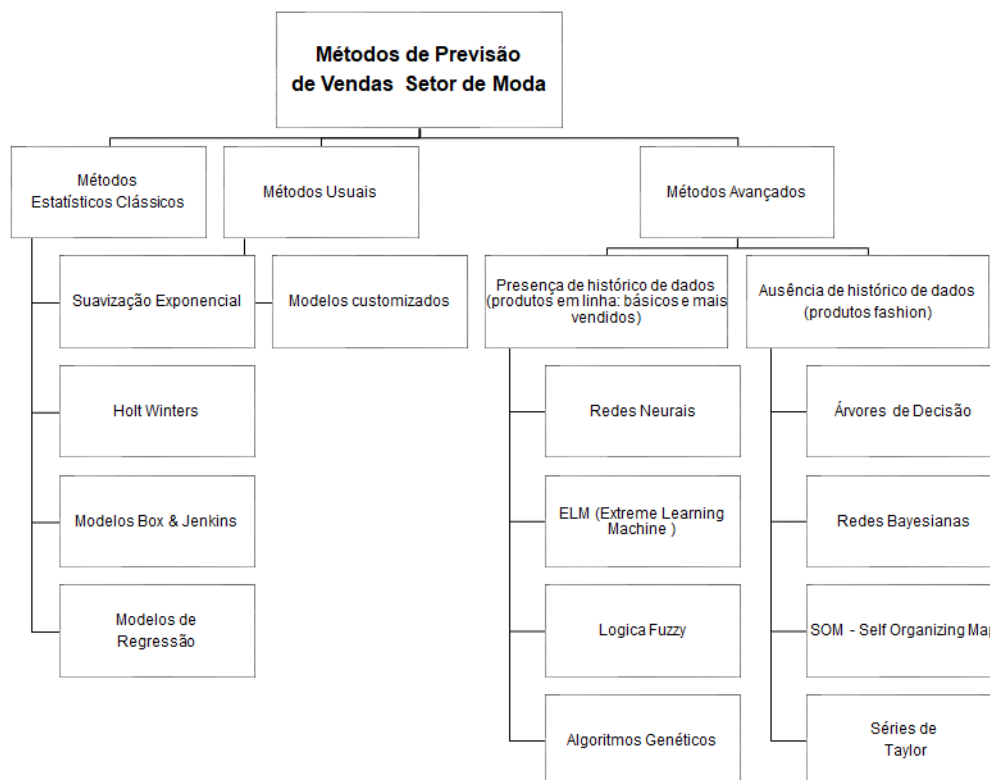 Métodos de Previsão
de Vendas Setor de Moda
Métodos
Estatísticos Clássicos
Métodos Usuais
Métodos Avançados
Suavização Exponencial
Modelos customizados
Presença de histórico de dados
(produtos em linha: básicos e mais
vendidos)
Ausência de histórico de dados
(produtos fashion)
Holt Winters
Redes Neurais
Árvores de Decisão
Modelos Box & Jenkins
ELM (Extreme Learning
Machine )
Redes Bayesianas
Modelos de
Regressão
Logica Fuzzy
SOM - Self Organizing Map
Algoritmos Genéticos
Séries de
Taylor